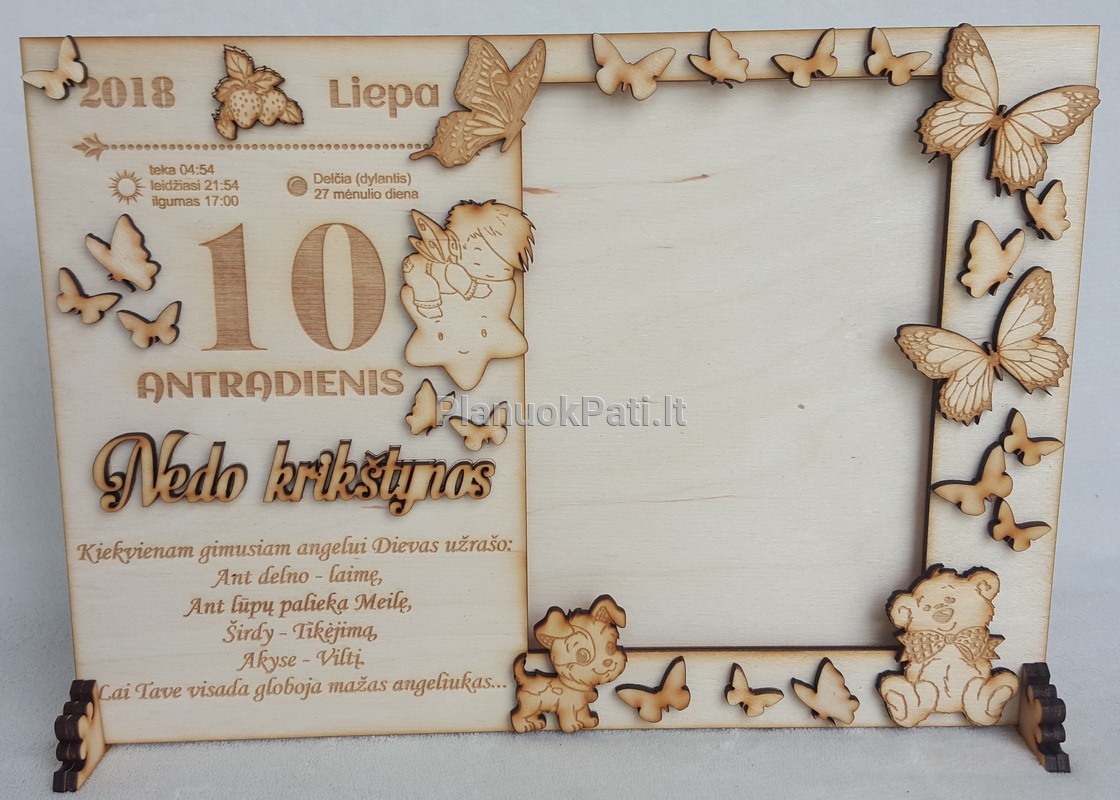 2018 Liepa
teka 04:54
leidžiasi 21:54
ilgumas 17:00
Delčia (dylantis)
27 mėnulio diena
10
ANTRADIENIS
PlanuokPati.lt
Nedo krikštynos
Kiekvienam gimusiam angelui Dievas užrašo:
Ant delno - laimę,
Ant lūpų palieka Meilę,
Širdy - Tikėjimą,
Akyse - Viltį.
Lai Tave visada globoja mažas angeliukas...